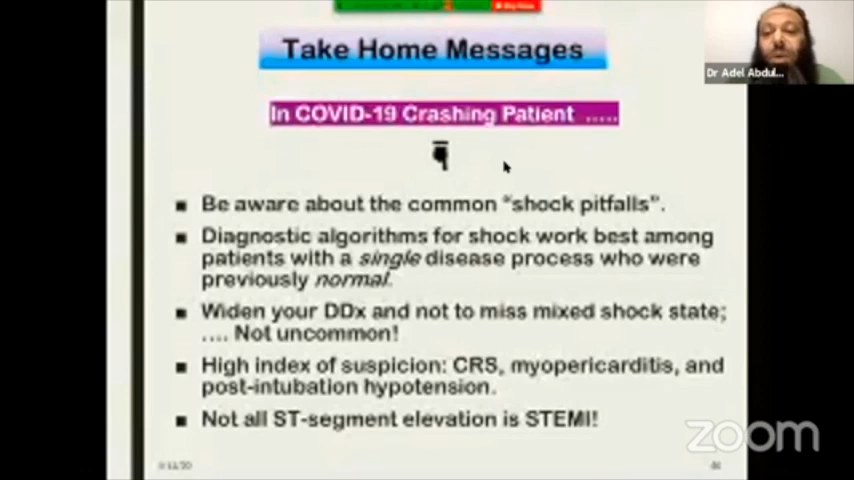 Take Home Messages
Dr Adel Abdul...
In COVID-19 Crashing Patient .....
■ Be aware about the common "shock pitfalls".
■ Diagnostic algorithms for shock work best among
patients with a single disease process who were
previously normal.
■ Widen your DDx and not to miss mixed shock state;
.... Not uncommon!
■ High index of suspicion: CRS, myopericarditis, and
post-intubation hypotension.
■ Not all ST-segment elevation is STEMI!
zoom